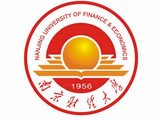 NANJING UNIVERSITY OF FINANCE & ECONOMICS
1956
南京财经大学